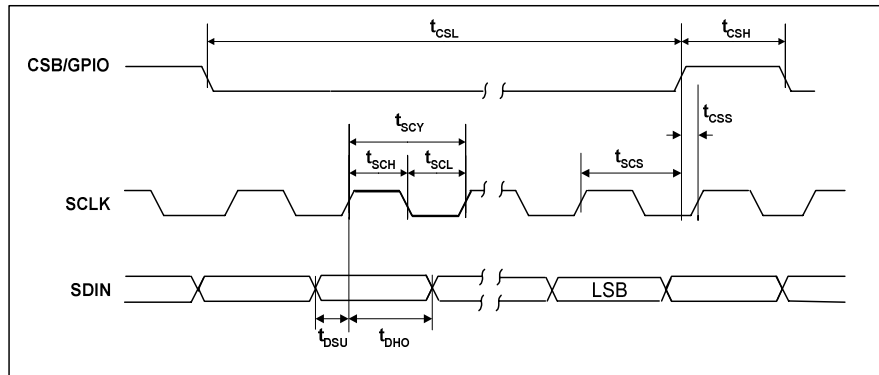 tCSL
tCSH
CSB/GPIO
tCSS
tSCY
tSCH
tSCL
tSCS
SCLK
SDIN
LSB
tDSU
tDHO